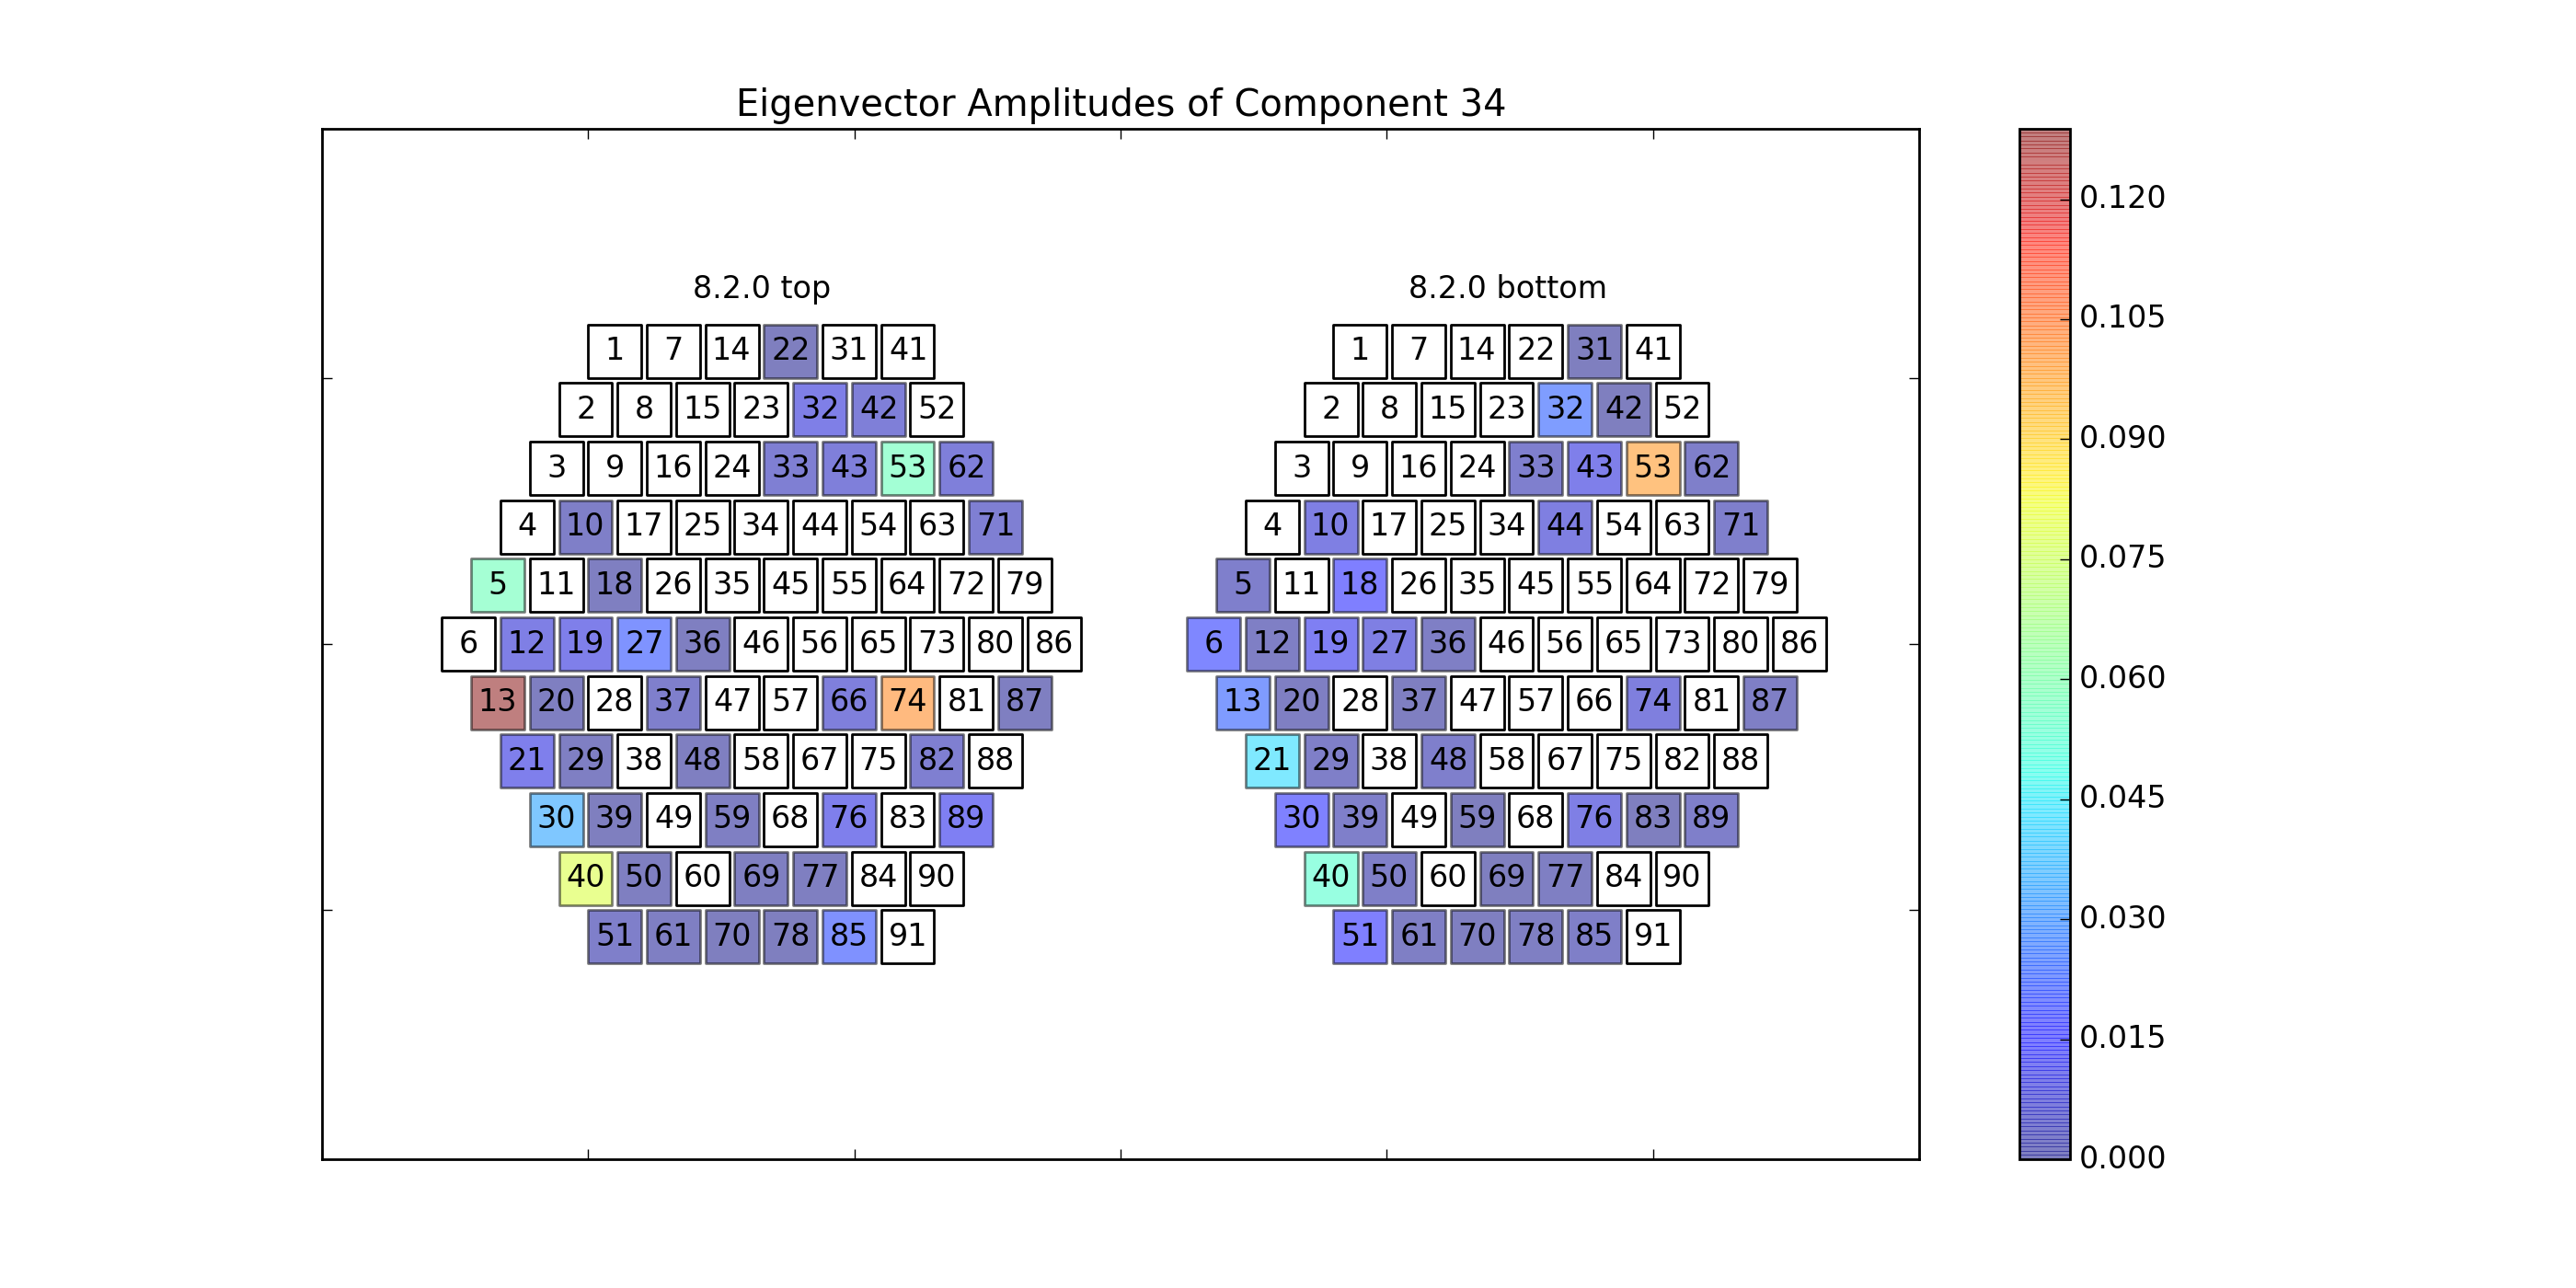 Eigenvector Amplitudes of Component 34
8.2.0 top
1 7 14 22 31 41
2 8 15 23 32 42 52
3 9 16 24 33 43 53 62
4 10 17 25 34 44 54 63 71
5 11 18 26 35 45 55 64 72 79
6 12 19 27 36 46 56 65 73 80 86
13 20 28 37 47 57 66 74 81 87
21 29 38 48 58 67 75 82 88
30 39 49 59 68 76 83 89
40 50 60 69 77 84 90
51 61 70 78 85 91
8.2.0 bottom
1 7 14 22 31 41
2 8 15 23 32 42 52
3 9 16 24 33 43 53 62
4 10 17 25 34 44 54 63 71
5 11 18 26 35 45 55 64 72 79
6 12 19 27 36 46 56 65 73 80 86
13 20 28 37 47 57 66 74 81 87
21 29 38 48 58 67 75 82 88
30 39 49 59 68 76 83 89
40 50 60 69 77 84 90
51 61 70 78 85 91
0.120
0.105
0.090
0.075
0.060
0.045
0.030
0.015
0.000